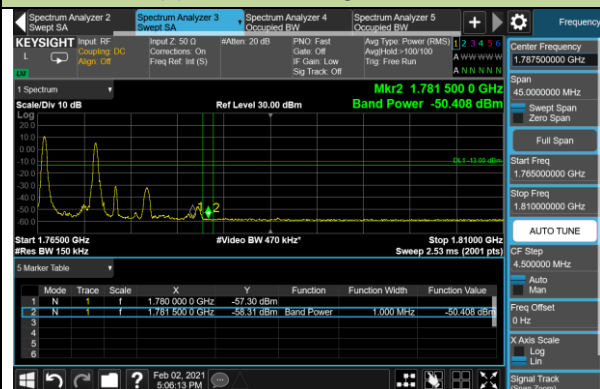 Spectrum Analyzer 2
Swept SA
Spectrum Analyzer 3
Swept SA
Spectrum Analyzer 4
Occupied BW
Spectrum Analyzer 5
Occupied BW
+
Frequency
KEYSIGHT
L
Input: RF
Coupling: DC
Align: Off
Input Z: 50 Ω
Corrections: On
Freq Ref: Int (S)
#Atten: 20 dB
PNO: Fast
Gate: Off
IF Gain: Low
Sig Track: Off
Avg Type: Power (RMS)
Avg|Hold:>100/100
Trig: Free Run
1 2 3 4 5 6
A W W W W W
A N N N N N
1 Spectrum
Scale/Div 10 dB
Log
Ref Level 30.00 dBm
Mkr2 1.781 500 0 GHz
Band Power -50.408 dBm
20.0
10.0
0.00
-10.0
-20.0
-30.0
-40.0
-50.0
-60.0
DL1 -13.00 dBm
1
2
Start 1.76500 GHz
#Res BW 150 kHz
#Video BW 470 kHz*
Stop 1.81000 GHz
Sweep 2.53 ms (2001 pts)
5 Marker Table
Mode Trace Scale X Y Function Function Width Function Value
1 N 1 f 1.780 000 0 GHz -57.30 dBm
2 N 1 f 1.781 500 0 GHz -58.31 dBm Band Power 1.000 MHz -50.408 dBm
3
4
5
6
Center Frequency
1.787500000 GHz
Span
45.0000000 MHz
Swept Span
Zero Span
Full Span
Start Freq
1.765000000 GHz
Stop Freq
1.810000000 GHz
AUTO TUNE
CF Step
4.500000 MHz
Auto
Man
Freq Offset
0 Hz
X Axis Scale
Log
Lin
Signal Track
(Span Zoom)
?
Feb 02, 2021
5:06:13 PM